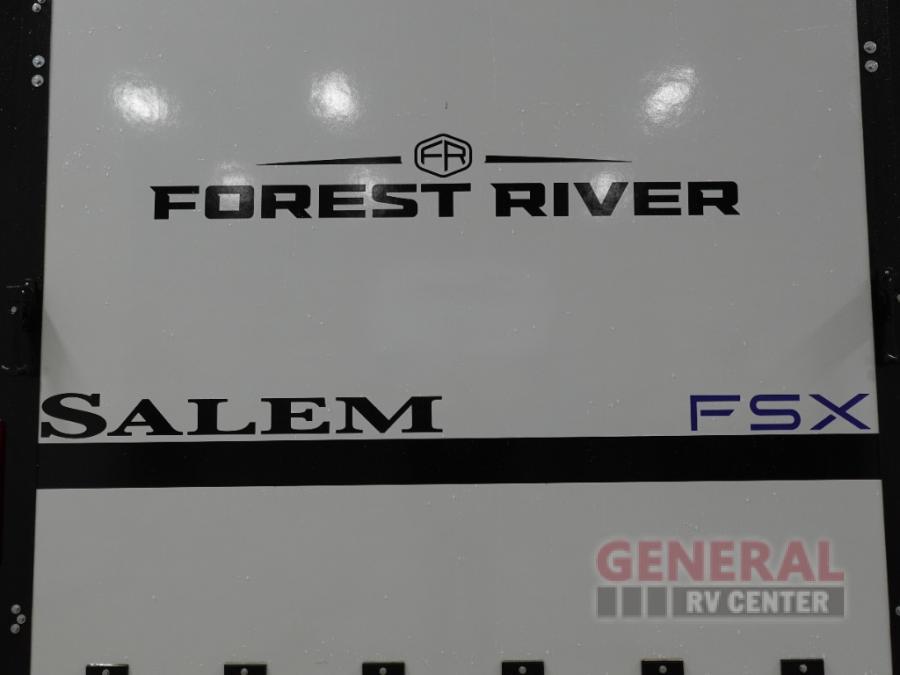 FR
FOREST RIVER
SALEM FSX
GENERAL
RV CENTER